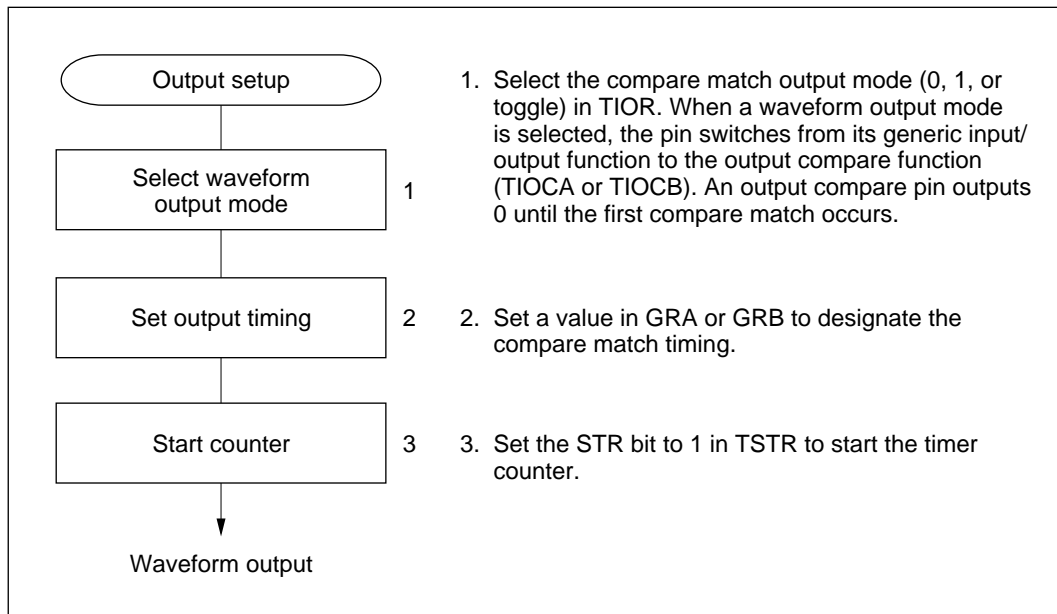 Output setup
Select waveform
output mode
1
Set output timing
2
Start counter
3
Waveform output
1. Select the compare match output mode (0, 1, or
toggle) in TIOR. When a waveform output mode
is selected, the pin switches from its generic input/
output function to the output compare function
(TIOCA or TIOCB). An output compare pin outputs
0 until the first compare match occurs.
2. Set a value in GRA or GRB to designate the
compare match timing.
3. Set the STR bit to 1 in TSTR to start the timer
counter.